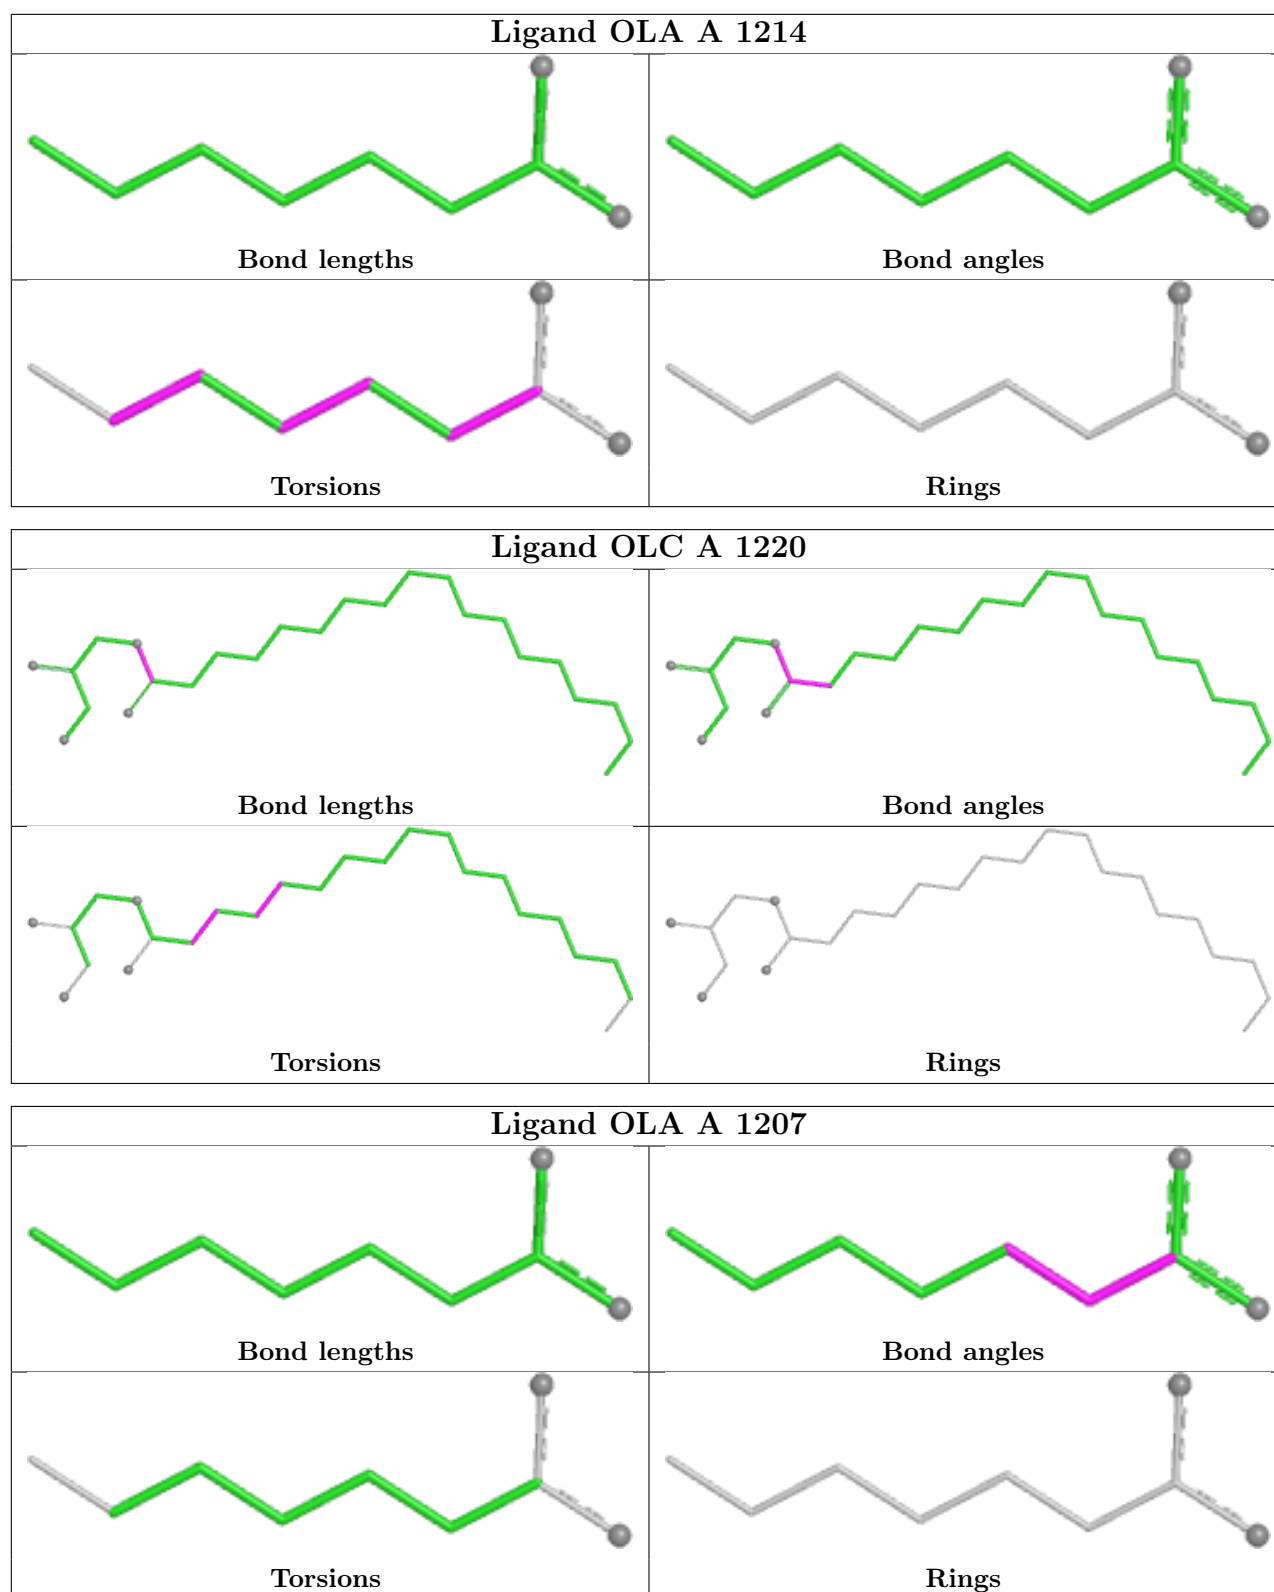 Ligand OLA A 1214
Bond lengths
Bond angles
Torsions
Rings
Ligand OLC A 1220
Bond lengths
Bond angles
Torsions
Rings
Ligand OLA A 1207
Bond lengths
Bond angles
Torsions
Rings